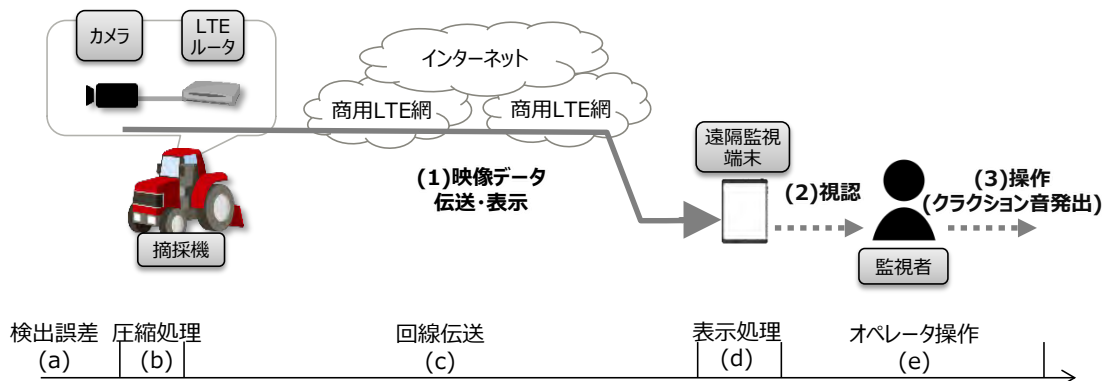 カメラ
LTE
ルータ
インターネット
商用LTE網
商用LTE網
遠隔監視
端末
(1)映像データ
伝送・表示
(2)視認
(3)操作
(クラクション音発出)
摘採機
監視者
検出誤差
(a)
圧縮処理
(b)
回線伝送
(c)
表示処理
(d)
オペレータ操作
(e)